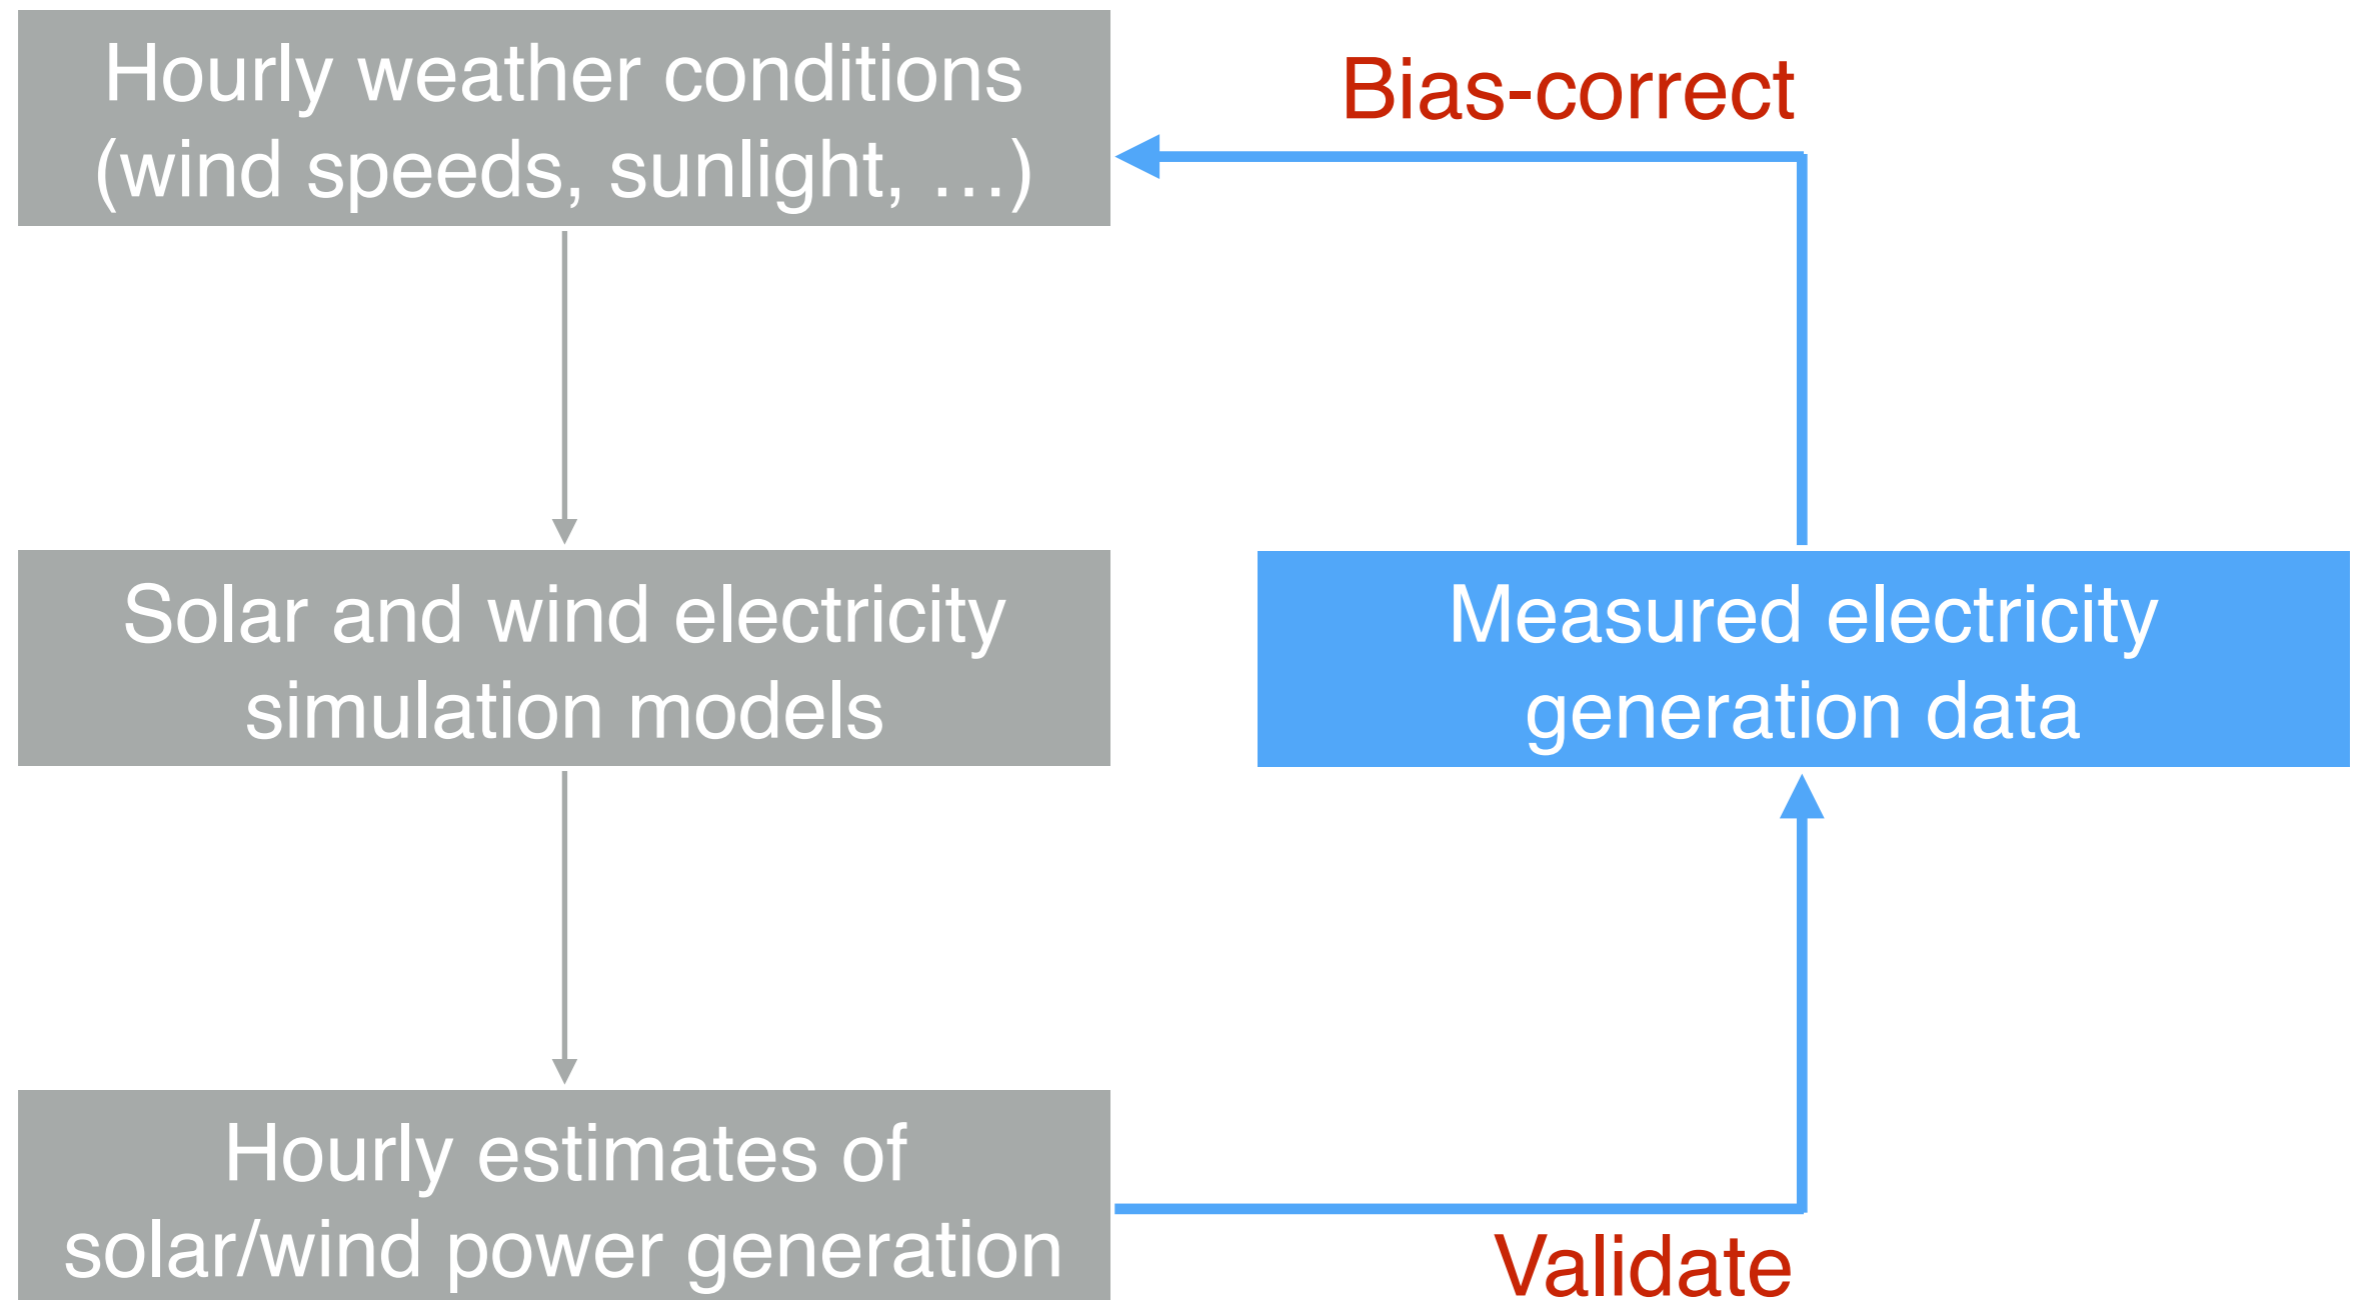 Hourly weather conditions
(wind speeds, sunlight, …)
Bias-correct
Solar and wind electricity
simulation models
Measured electricity
generation data
Hourly estimates of
solar/wind power generation
Validate